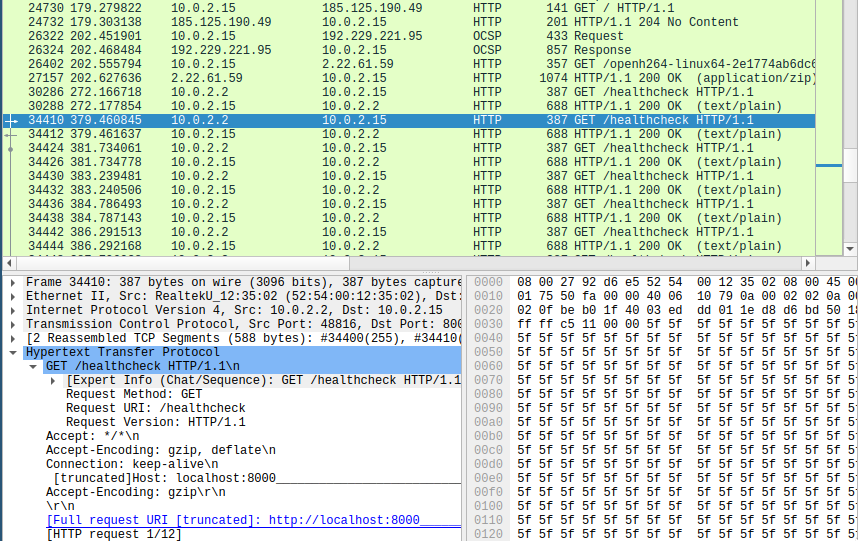 24730 179.279822 10.0.2.15 185.125.190.49 HTTP 141 GET / HTTP/1.1
24732 179.303138 185.125.190.49 10.0.2.15 HTTP 201 HTTP/1.1 204 No Content
26322 202.451901 10.0.2.15 192.229.221.95 OCSP 433 Request
26324 202.468484 192.229.221.95 10.0.2.15 OCSP 857 Response
26402 202.555794 10.0.2.15 2.22.61.59 HTTP 357 GET /openh264-linux64-2e1774ab6dc6
27157 202.627636 2.22.61.59 10.0.2.15 HTTP 1074 HTTP/1.1 200 OK (application/zip)
30286 272.166718 10.0.2.2 10.0.2.15 HTTP 387 GET /healthcheck HTTP/1.1
30288 272.177854 10.0.2.15 10.0.2.2 HTTP 688 HTTP/1.1 200 OK (text/plain)
34410 379.460845 10.0.2.2 10.0.2.15 HTTP 387 GET /healthcheck HTTP/1.1
34412 379.461637 10.0.2.15 10.0.2.2 HTTP 688 HTTP/1.1 200 OK (text/plain)
34424 381.734061 10.0.2.2 10.0.2.15 HTTP 387 GET /healthcheck HTTP/1.1
34426 381.734778 10.0.2.15 10.0.2.2 HTTP 688 HTTP/1.1 200 OK (text/plain)
34430 383.239481 10.0.2.2 10.0.2.15 HTTP 387 GET /healthcheck HTTP/1.1
34432 383.240506 10.0.2.15 10.0.2.2 HTTP 688 HTTP/1.1 200 OK (text/plain)
34436 384.786493 10.0.2.2 10.0.2.15 HTTP 387 GET /healthcheck HTTP/1.1
34438 384.787143 10.0.2.15 10.0.2.2 HTTP 688 HTTP/1.1 200 OK (text/plain)
34442 386.291513 10.0.2.2 10.0.2.15 HTTP 387 GET /healthcheck HTTP/1.1
34444 386.292168 10.0.2.15 10.0.2.2 HTTP 688 HTTP/1.1 200 OK (text/plain)
Frame 34410: 387 bytes on wire (3096 bits), 387 bytes capture
Ethernet II, Src: RealtekU_12:35:02 (52:54:00:12:35:02), Dst:
Internet Protocol Version 4, Src: 10.0.2.2, Dst: 10.0.2.15
Transmission Control Protocol, Src Port: 48816, Dst Port: 800
[2 Reassembled TCP Segments (588 bytes): #34400(255), #34410(
Hypertext Transfer Protocol
GET /healthcheck HTTP/1.1\n
[Expert Info (Chat/Sequence): GET /healthcheck HTTP/1.1
Request Method: GET
Request URI: /healthcheck
Request Version: HTTP/1.1
Accept: */*\n
Accept-Encoding: gzip, deflate\n
Connection: keep-alive\n
[truncated]Host: localhost:8000__________________________
Accept-Encoding: gzip\r\n
\r\n
[Full request URI [truncated]: http://localhost:8000______
[HTTP request 1/12]
0000 08 00 27 92 d6 e5 52 54 00 12 35 02 08 00 45 00
0010 01 75 50 fa 00 00 40 06 10 79 0a 00 02 02 0a 00
0020 02 0f be b0 1f 40 03 ed dd 01 1e d8 d6 bd 50 18
0030 ff ff c5 11 00 00 5f 5f 5f 5f 5f 5f 5f 5f 5f 5f
0040 5f 5f 5f 5f 5f 5f 5f 5f 5f 5f 5f 5f 5f 5f 5f 5f
0050 5f 5f 5f 5f 5f 5f 5f 5f 5f 5f 5f 5f 5f 5f 5f 5f
0060 5f 5f 5f 5f 5f 5f 5f 5f 5f 5f 5f 5f 5f 5f 5f 5f
0070 5f 5f 5f 5f 5f 5f 5f 5f 5f 5f 5f 5f 5f 5f 5f 5f
0080 5f 5f 5f 5f 5f 5f 5f 5f 5f 5f 5f 5f 5f 5f 5f 5f
0090 5f 5f 5f 5f 5f 5f 5f 5f 5f 5f 5f 5f 5f 5f 5f 5f
00a0 5f 5f 5f 5f 5f 5f 5f 5f 5f 5f 5f 5f 5f 5f 5f 5f
00b0 5f 5f 5f 5f 5f 5f 5f 5f 5f 5f 5f 5f 5f 5f 5f 5f
00c0 5f 5f 5f 5f 5f 5f 5f 5f 5f 5f 5f 5f 5f 5f 5f 5f
00d0 5f 5f 5f 5f 5f 5f 5f 5f 5f 5f 5f 5f 5f 5f 5f 5f
00e0 5f 5f 5f 5f 5f 5f 5f 5f 5f 5f 5f 5f 5f 5f 5f 5f
00f0 5f 5f 5f 5f 5f 5f 5f 5f 5f 5f 5f 5f 5f 5f 5f 5f
0100 5f 5f 5f 5f 5f 5f 5f 5f 5f 5f 5f 5f 5f 5f 5f 5f
0110 5f 5f 5f 5f 5f 5f 5f 5f 5f 5f 5f 5f 5f 5f 5f 5f
0120 5f 5f 5f 5f 5f 5f 5f 5f 5f 5f 5f 5f 5f 5f 5f 5f